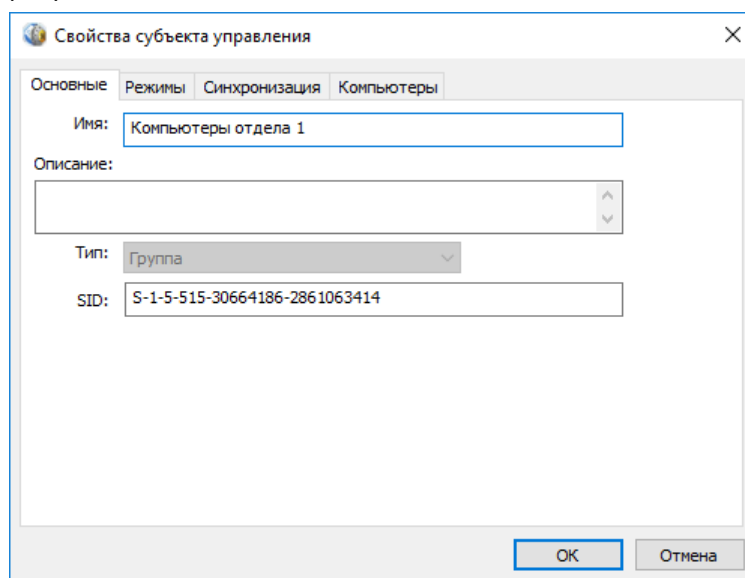 Свойства субъекта управления
Основные Режимы Синхронизация Компьютеры
Имя: Компьютеры отдела 1
Описание:
Тип: Группа
SID: S-1-5-515-30664186-2861063414
ОК Отмена